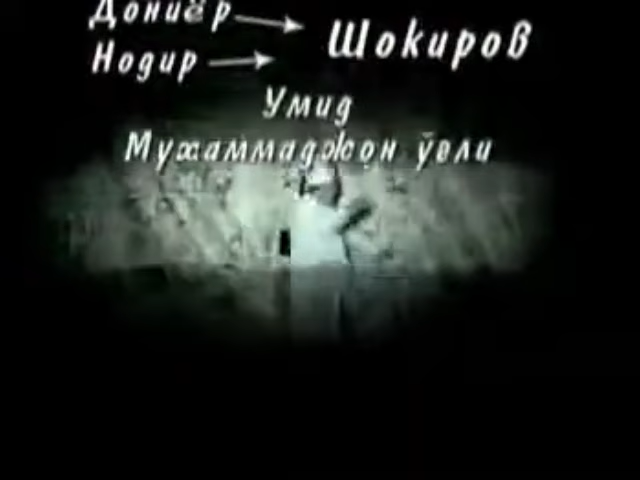 Дониёр
Шокиров
Нодир
Умид
Мухаммаджон ўғли